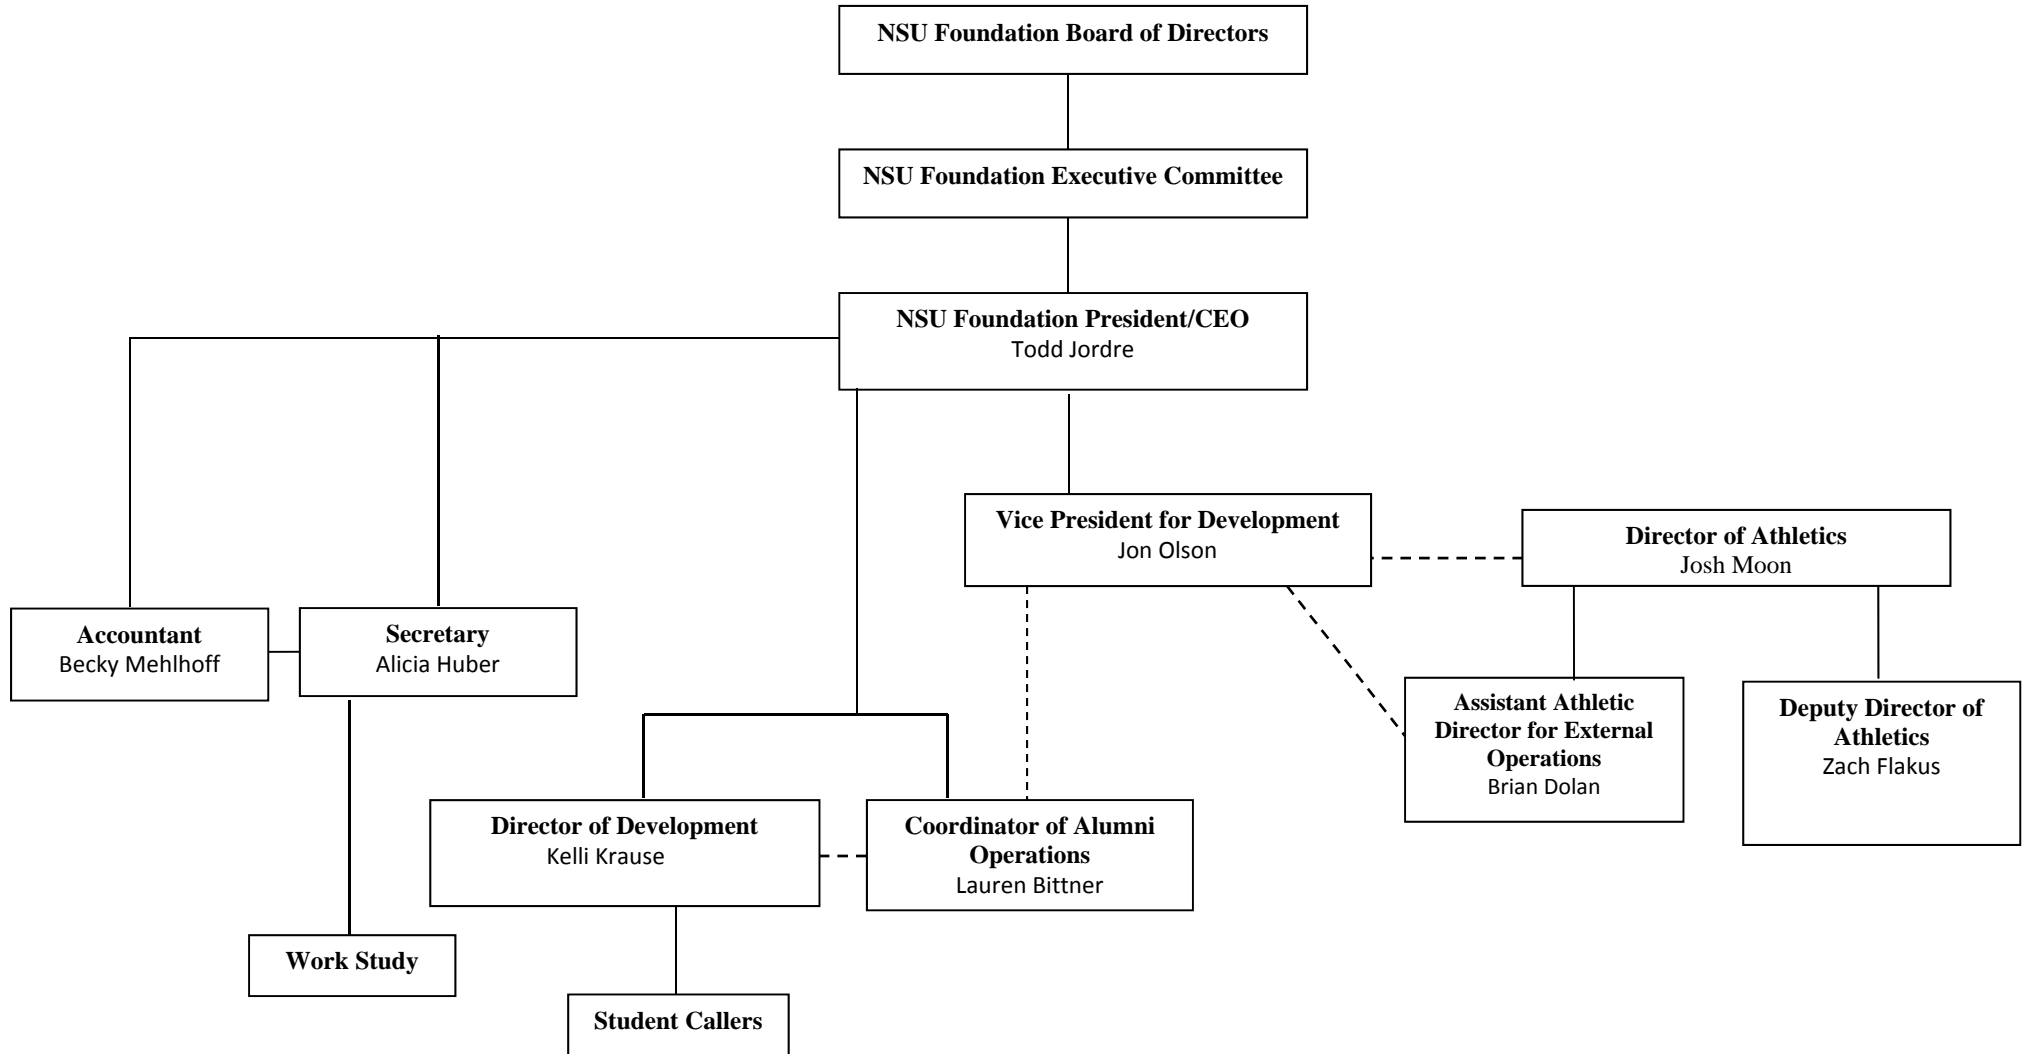 NSU Foundation Board of Directors
NSU Foundation Executive Committee
NSU Foundation President/CEO
Todd Jordre
Vice President for Development
Jon Olson
Director of Athletics
Josh Moon
Accountant
Becky Mehlhoff
Secretary
Alicia Huber
Assistant Athletic
Director for External
Operations
Brian Dolan
Deputy Director of
Athletics
Zach Flakus
Director of Development
Kelli Krause
Coordinator of Alumni
Operations
Lauren Bittner
Work Study
Student Callers